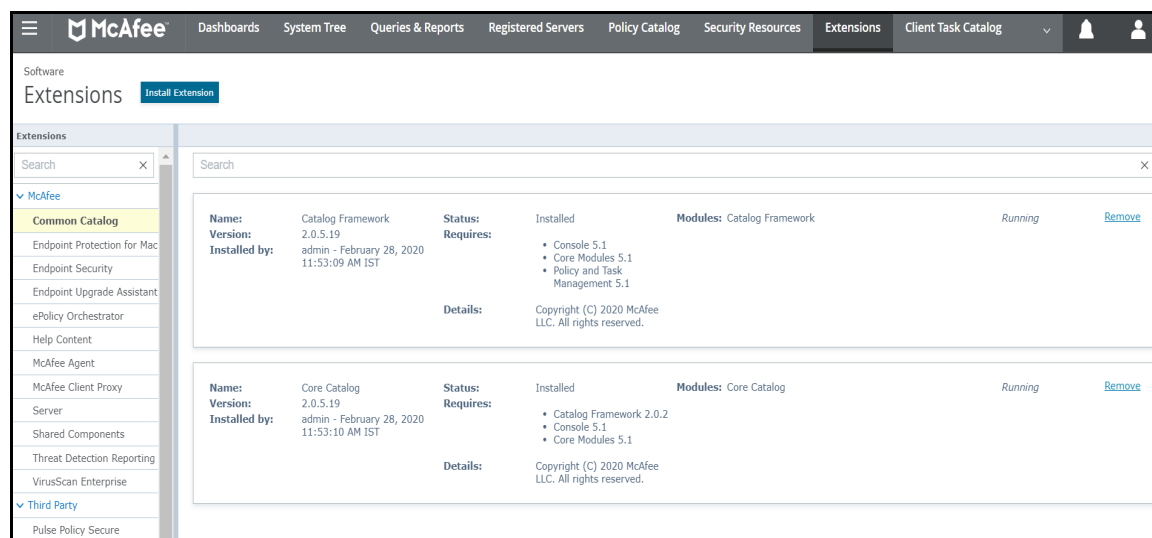 McAfee™
Dashboards System Tree Queries & Reports Registered Servers Policy Catalog Security Resources Extensions Client Task Catalog
Software
Extensions Install Extension
Extensions
Search
Search
McAfee
Common Catalog
Endpoint Protection for Mac
Endpoint Security
Endpoint Upgrade Assistant
ePolicy Orchestrator
Help Content
McAfee Agent
McAfee Client Proxy
Server
Shared Components
Threat Detection Reporting
VirusScan Enterprise
Third Party
Pulse Policy Secure
Name: Catalog Framework Status: Installed Modules: Catalog Framework Running Remove
Version: 2.0.5.19 Requires:
Installed by: admin - February 28, 2020
11:53:09 AM IST
• Console 5.1
• Core Modules 5.1
• Policy and Task
Management 5.1
Details: Copyright (C) 2020 McAfee
LLC. All rights reserved.
Name: Core Catalog Status: Installed Modules: Core Catalog Running Remove
Version: 2.0.5.19 Requires:
Installed by: admin - February 28, 2020
11:53:10 AM IST
• Catalog Framework 2.0.2
• Console 5.1
• Core Modules 5.1
Details: Copyright (C) 2020 McAfee
LLC. All rights reserved.